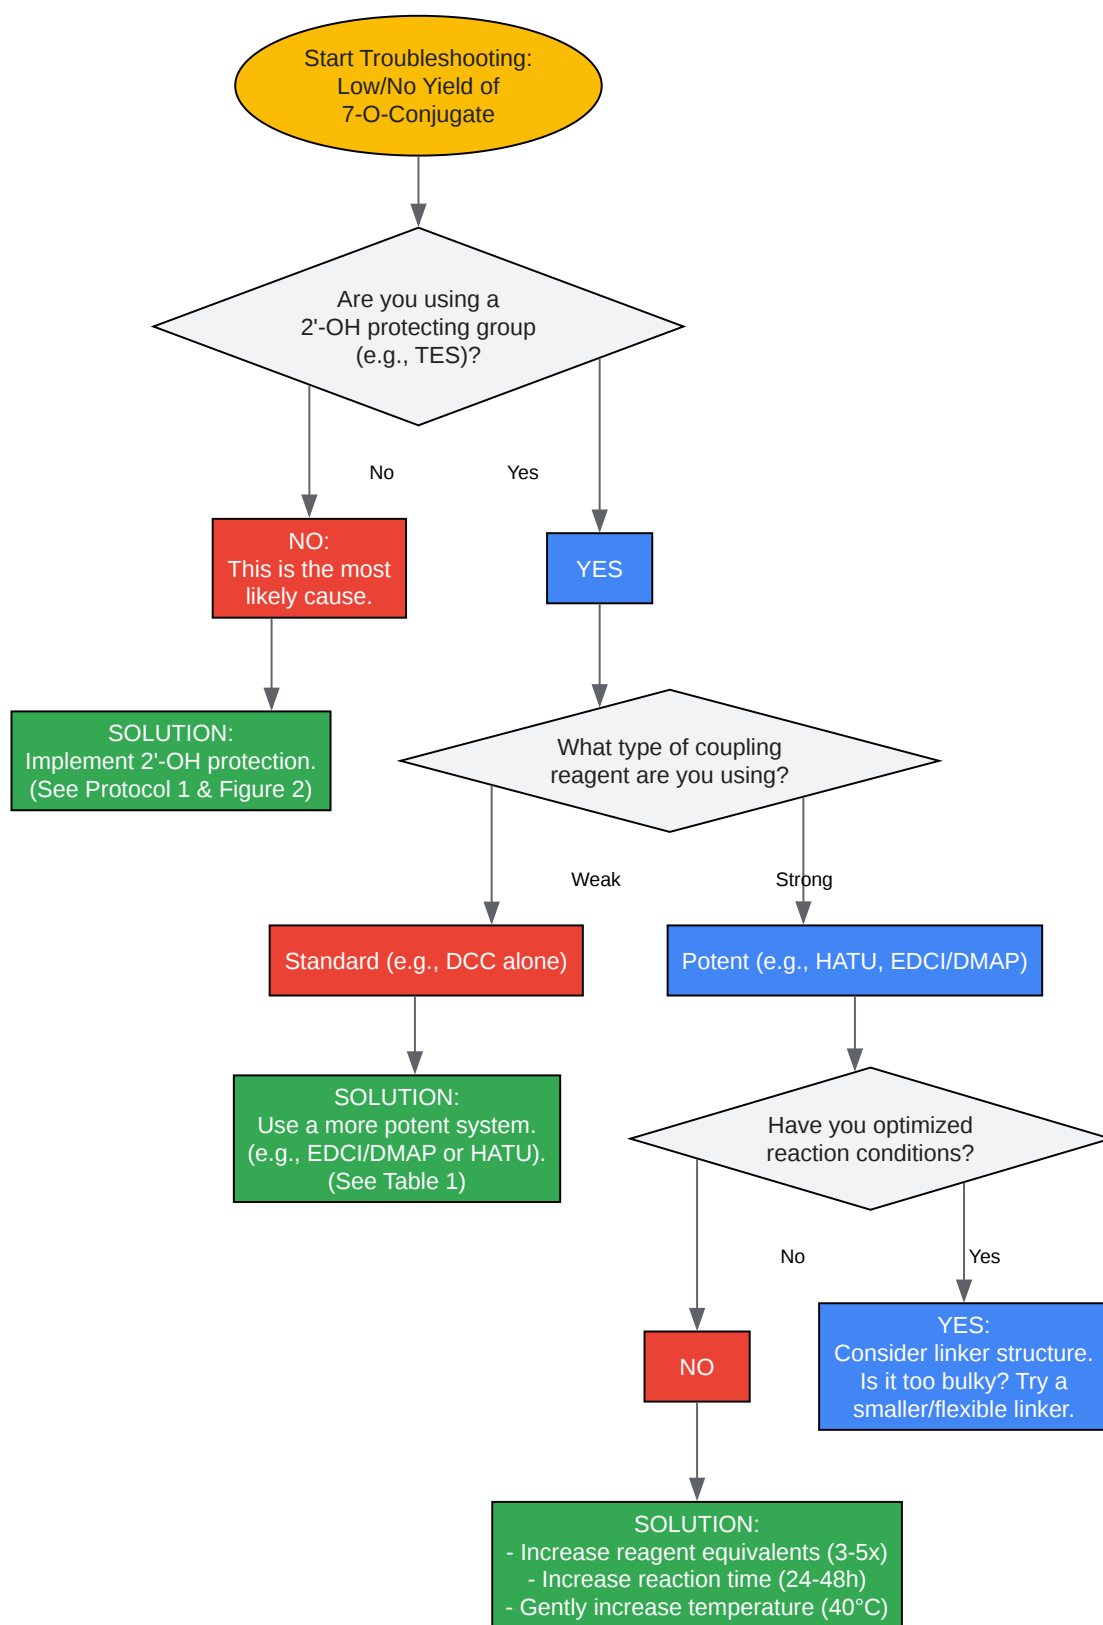 Start Troubleshooting:
Low/No Yield of
7-O-Conjugate
Are you using a
2'-OH protecting group
(e.g., TES)?
No
Yes
NO:
This is the most
likely cause.
YES
SOLUTION:
Implement 2'-OH protection.
(See Protocol 1 & Figure 2)
What type of coupling
reagent are you using?
Weak
Strong
Standard (e.g., DCC alone)
Potent (e.g., HATU, EDCI/DMAP)
SOLUTION:
Use a more potent system.
(e.g., EDCI/DMAP or HATU).
(See Table 1)
Have you optimized
reaction conditions?
No
Yes
NO
YES:
Consider linker structure.
Is it too bulky? Try a
smaller/flexible linker.
SOLUTION:
- Increase reagent equivalents (3-5x)
- Increase reaction time (24-48h)
- Gently increase temperature (40°C)